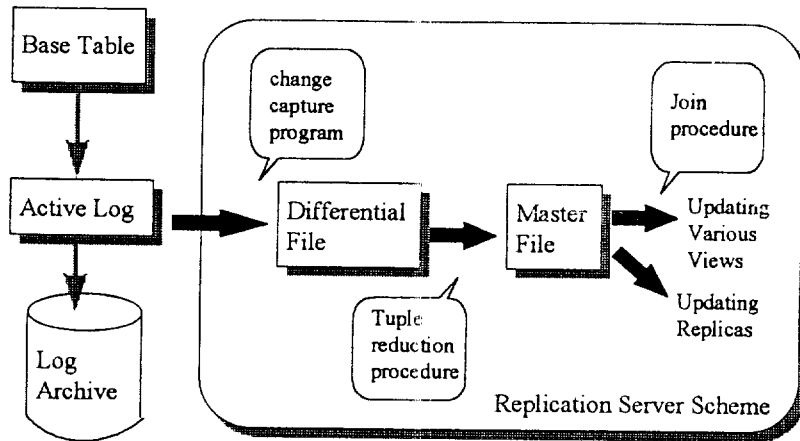 Base Table
Active Log
Log
Archive
change
capture
program
Differential
File
Tuple
reduction
procedure
Master
File
Join
procedure
Updating
Various
Views
Updating
Replicas
Replication Server Scheme